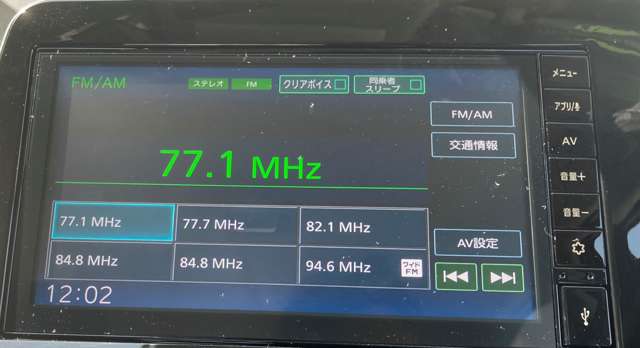 FM/AM ステレオ FM クリアボイス 同乗者スリープ
メニュー
アプリ/
FM/AM
AV
交通情報
77.1 MHz
音量+
音量-
77.1 MHz 77.7 MHz 82.1 MHz
AV設定
84.8 MHz 84.8 MHz 94.6 MHz ワイドFM
12:02